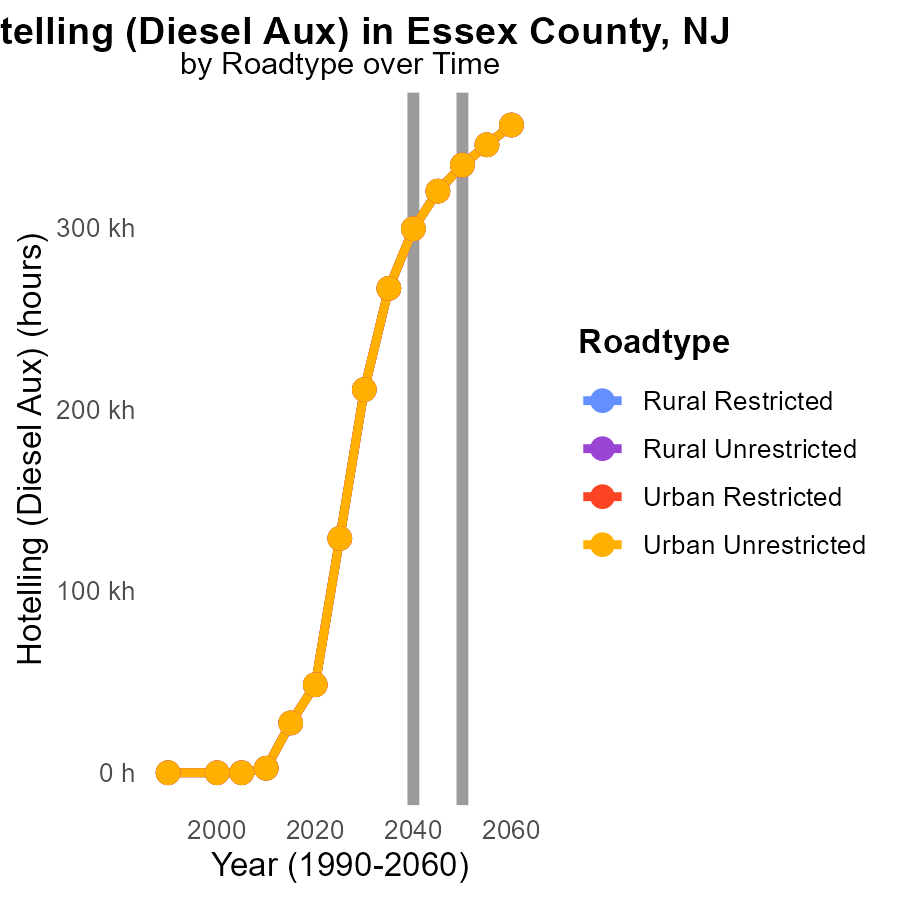 telling (Diesel Aux) in Essex County, NJ
by Roadtype over Time
Hotelling (Diesel Aux) (hours)
300 kh
200 kh
100 kh
0 h
2000 2020 2040 2060
Year (1990-2060)
Roadtype
Rural Restricted
Rural Unrestricted
Urban Restricted
Urban Unrestricted